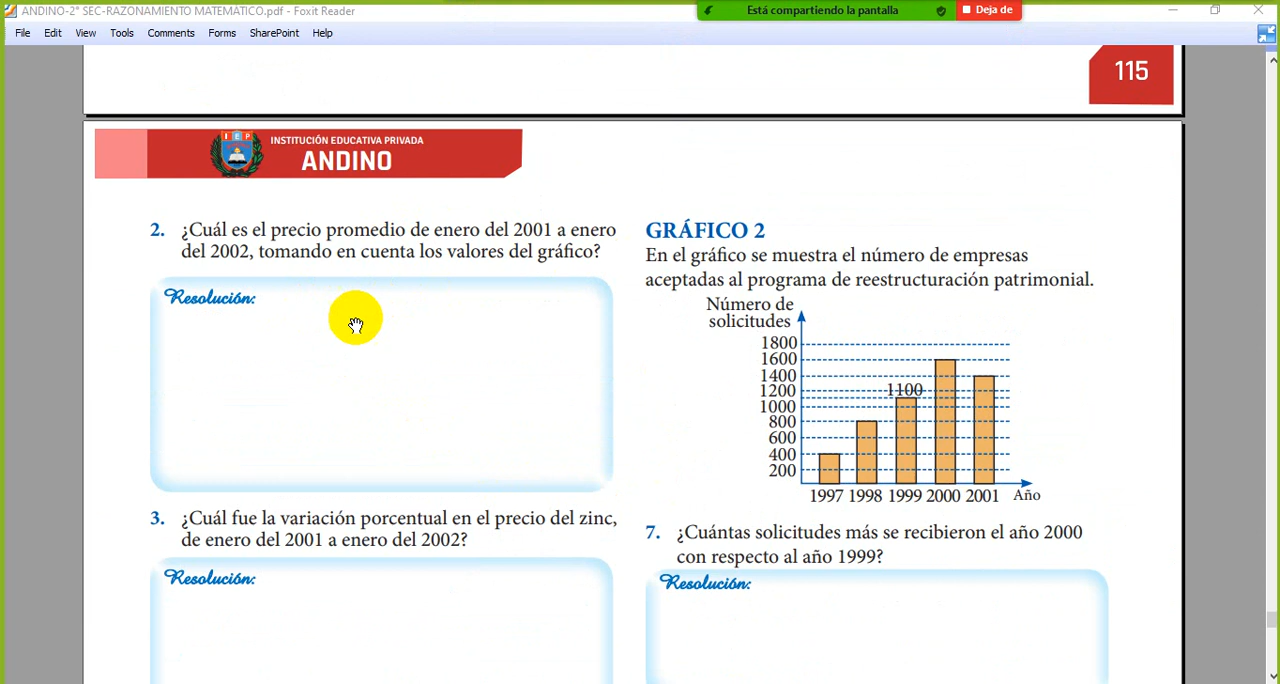 ANDINO-2° SEC-RAZONAMIENTO MATEMATICO.pdf - Foxit Reader
Está compartiendo la pantalla
Deja de
File Edit View Tools Comments Forms SharePoint Help
115
I E P
INSTITUCIÓN EDUCATIVA PRIVADA
ANDINO
2. ¿Cuál es el precio promedio de enero del 2001 a enero
del 2002, tomando en cuenta los valores del gráfico?
Resolución:
3. ¿Cuál fue la variación porcentual en el precio del zinc,
de enero del 2001 a enero del 2002?
Resolución:
GRÁFICO 2
En el gráfico se muestra el número de empresas
aceptadas al programa de reestructuración patrimonial.
Número de
solicitudes
1800
1600
1400
1200
1100
1000
800
600
400
200
1997 1998 1999 2000 2001 Año
7. ¿Cuántas solicitudes más se recibieron el año 2000
con respecto al año 1999?
Resolución: